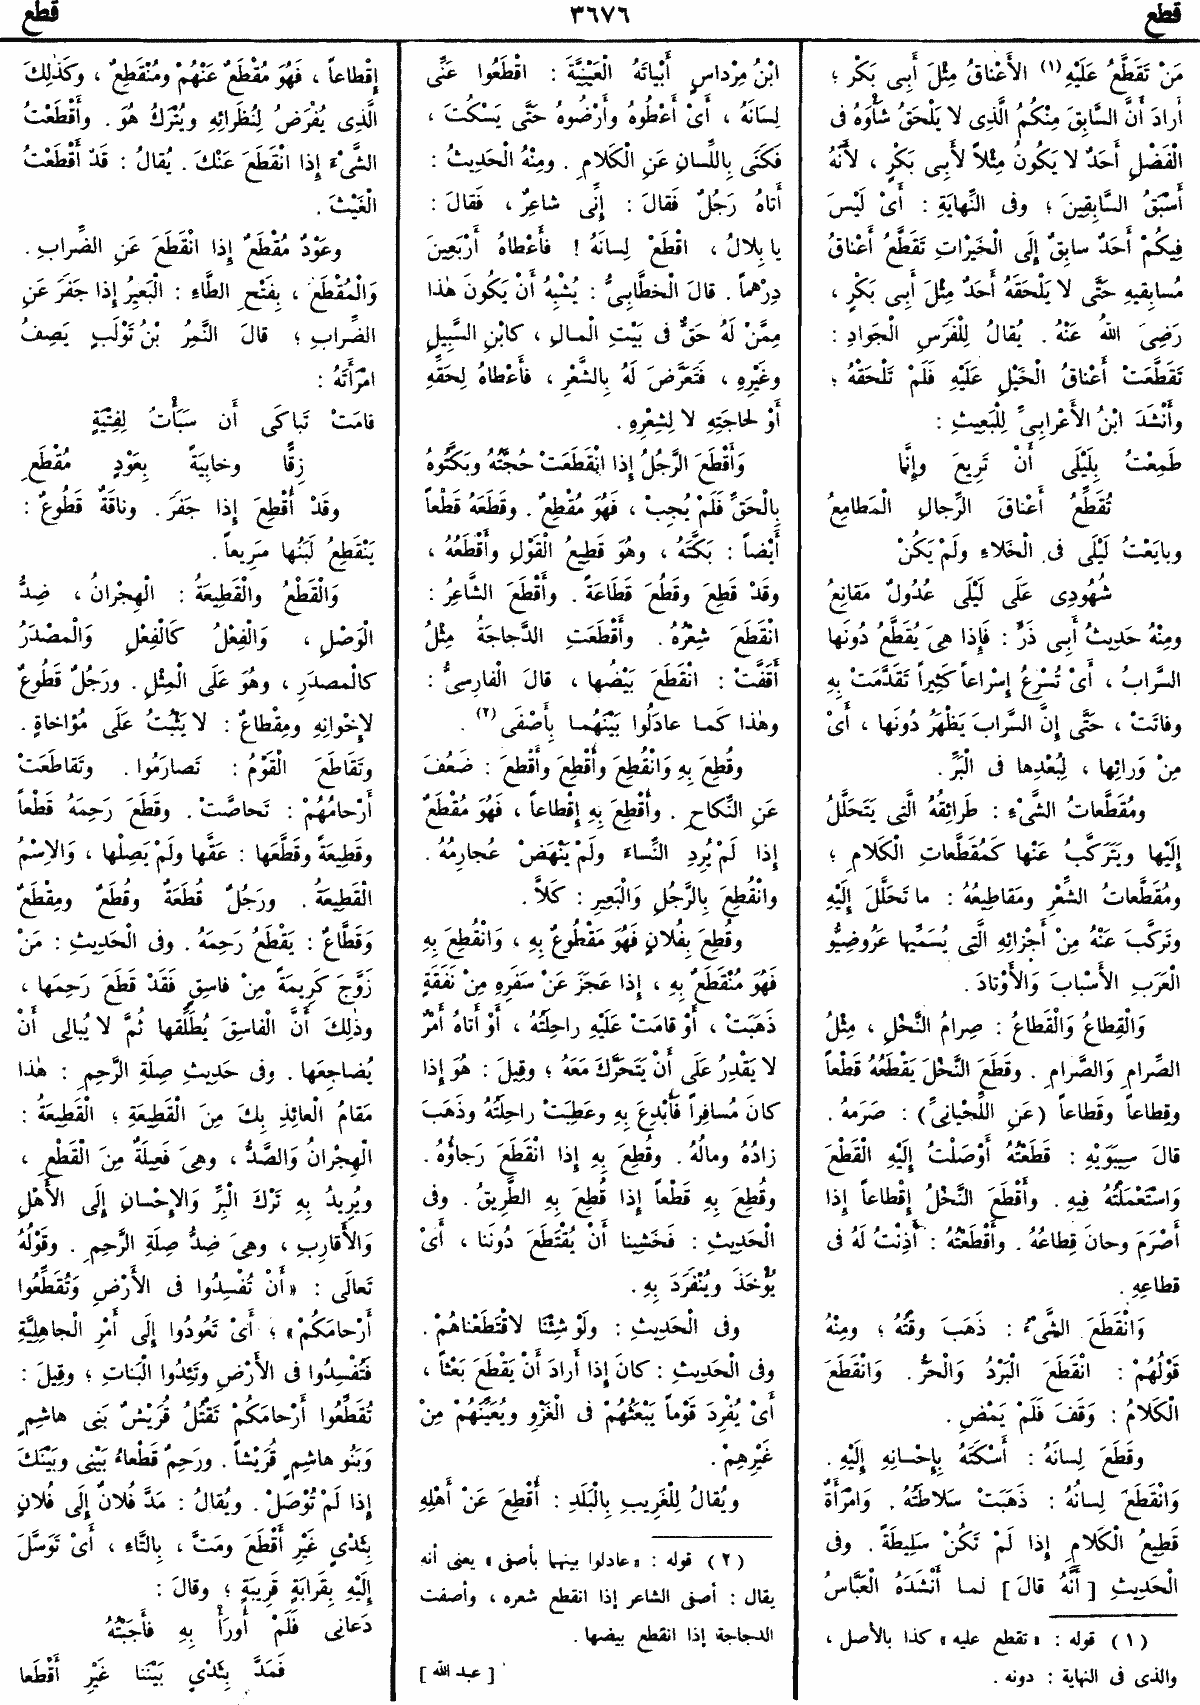 قطع
٣٦٧٦
قطع
مَنْ تَقَطَّعُ عَلَيْهِ(١) الأَعْناقُ مِثْلَ أَبِى بَكْرٍ ؛
أَرادَ أَنَّ السَّابِقَ مِنْكُمُ الَّذِى لا يَلْحَقُ شَأْوَهُ فى
الْفَضْلِ أَحَدٌ لا يَكُونُ مِثْلاً لأَبِى بَكْرٍ ، لأَنَّهُ
أَسْبَقُ السَّابِقِينَ ؛ وفى النِّهايَةِ : أَىْ لَيْسَ
فِيكُمْ أَحَدٌ سابِقٌ إِلَى الْخَيْراتِ تَقَطَّعُ أَعْناقُ
مُسابِقِيهِ حَتَّى لا يَلْحَقَهُ أَحَدٌ مِثْلَ أَبِى بَكْرٍ ،
رَضِىَ اللهُ عَنْهُ . يُقالُ لِلْفَرَسِ الْجَوادِ :
تَقَطَّعَتْ أَعْناقُ الْخَيْلِ عَلَيْهِ فَلَمْ تَلْحَقْهُ ؛
وأَنْشَدَ ابْنُ الأَعْرابِىِّ لِلْبَعِيثِ :
طَمِعْتُ بِلَيْلَى أَنْ تَرِيعَ وإِنَّما
تُقَطِّعُ أَعْناقَ الرِّجالِ الْمَطامِعُ
وبايَعْتُ لَيْلَى فى الْخَلاءِ ولَمْ يَكُنْ
شُهُودِى عَلَى لَيْلَى عُدُولٌ مَقانِعُ
ومِنْهُ حَدِيثُ أَبِى ذَرٍّ : فَإِذا هِىَ يُقَطَّعُ دُونَها
السَّرابُ ، أَىْ تُسْرِعُ إِسْراعاً كَثِيراً تَقَدَّمَتْ بِهِ
وفاتَتْ ، حَتَّى إِنَّ السَّرابَ يَظْهَرُ دُونَها ، أَىْ
مِنْ وَرائِها ، لِبُعْدِها فى الْبَرِّ .
ومُقَطَّعاتُ الشَّىْءِ : طَرَائِقُهُ الَّتِى يَتَحَلَّلُ
إِلَيْها ويَتَرَكَّبُ عَنْها كَمُقَطَّعاتِ الْكَلامِ ؛
ومُقَطَّعاتُ الشِّعْرِ ومَقاطِيعُهُ : ما تَحَلَّلَ إِلَيْهِ
وتَرَكَّبَ عَنْهُ مِنْ أَجْزائِهِ الَّتِى يُسَمِّيها عَرُوضِيُّو
الْعَرَبِ الأَسْبابَ وَالأَوْتادَ .
وَالْقِطاعُ وَالْقَطاعُ : صِرامُ النَّخْلِ ، مِثْلُ
الصِّرامِ وَالصَّرامِ . وقَطَعَ النَّخْلَ يَقْطَعُهُ قَطْعاً
وقِطاعاً وقَطاعاً (عَنِ اللِّحْيانِىِّ) : صَرَمَهُ .
قالَ سِيبَوَيْهِ : قَطَعْتُهُ أَوْصَلْتُ إِلَيْهِ الْقَطْعَ
وَاسْتَعْمَلْتُهُ فِيهِ . وأَقْطَعَ النَّخْلُ إِقْطاعاً إِذا
أَصْرَمَ وحانَ قِطاعُهُ . وأَقْطَعْتُهُ : أَذِنْتُ لَهُ فى
قطاعِهِ .
وَانْقَطَعَ الشَّىْءُ : ذَهَبَ وَقْتُهُ ؛ ومِنْهُ
قَوْلُهُمْ : انْقَطَعَ الْبَرْدُ وَالْحَرُّ . وَانْقَطَعَ
الْكَلامُ : وَقَفَ فَلَمْ يَمْضِ .
وقَطَعَ لِسانَهُ : أَسْكَتَهُ بِإِحْسانِهِ إِلَيْهِ .
وَانْقَطَعَ لِسانُهُ : ذَهَبَتْ سَلاطَتُهُ . وَامْرَأَةٌ
قَطِيعُ الْكَلامِ إِذا لَمْ تَكُنْ سَلِيطَةً . وفى
الْحَدِيثِ [ أَنَّهُ قالَ ] لما أَنْشَدَهُ الْعَبَّاسُ
( ١ ) قوله : « تقطع عليه » كذا بالأصل ،
والذى فى النهاية : دونه .
ابْنُ مِرْداسٍ أَبْياتَهُ الْعَيْنِيَّةَ : اقْطَعُوا عَنِّى
لِسانَهُ ، أَىْ أَعْطُوهُ وأَرْضُوهُ حَتَّى يَسْكُتَ ،
فَكَنَى بِاللِّسانِ عَنِ الْكَلامِ . ومِنْهُ الْحَدِيثُ :
أَتاهُ رَجُلٌ فَقالَ : إِنِّى شاعِرٌ ، فَقالَ :
يا بِلالُ ، اقْطَعْ لِسانَهُ ! فأَعْطاهُ أَرْبَعِينَ
دِرْهَماً . قالَ الْخطَّابِىُّ : يُشْبِهُ أَنْ يَكُونَ هٰذا
مِمَّنْ لَهُ حَقٌّ فى بَيْتِ الْمالِ ، كابْنِ السَّبِيلِ
وغَيْرِهِ ، فَتَعَرَّضَ لَهُ بِالشِّعْرِ ، فأَعْطاهُ لِحَقِّهِ
أَوْ لحاجَتِهِ لا لِشِعْرِهِ .
وَأَقْطَعَ الرَّجُلُ إِذا انْقَطَعَتْ حُجَّتُهُ وبَكَّتُوهُ
بِالْحَقِّ فَلَمْ يُجِبْ ، فَهُوَ مُقْطِعٌ . وقَطَعَهُ قَطْعاً
أَيْضاً : بَكَّتَهُ ، وهُوَ قَطِيعُ الْقَوْلِ وأَقْطَعُهُ ،
وقَدْ قَطِعَ وقَطُعَ قَطَاعَةً . وأَقْطَعَ الشَّاعِرُ :
انْقَطَعَ شِعْرُهُ . وأَقْطَعَتِ الدَّجاجَةُ مِثْلُ
أَقَفَّتْ : انْقَطَعَ بَيْضُها ، قالَ الْفارِسِىُّ :
وهٰذا كَما عادَلُوا بَيْنَهُما بِأَصْفَى(٢) .
وقُطِعَ بِهِ وَانْقُطِعَ وأُقْطِعَ وأَقْطَعَ : ضَعُفَ
عَنِ النِّكاحِ . وأُقْطِعَ بِهِ إِقْطاعاً ، فَهُوَ مُقْطَعٌ
إِذا لَمْ يُرِدِ النِّساءَ ولَمْ يَنْهَضْ عُجارِمُهُ .
وانْقُطِعَ بِالرَّجُلِ وَالْبَعِيرِ : كَلاَّ .
وقُطِعَ بِفُلانٍ فَهُوَ مَقْطُوعٌ بِهِ ، وَانْقُطِعَ بِهِ
فَهُوَ مُنْقَطَعٌ بِهِ ، إِذا عَجَزَ عَنْ سَفَرِهِ مِنْ نَفَقَةٍ
ذَهَبَتْ ، أَوْ قامَتْ عَلَيْهِ راحِلَتُهُ ، أَوْ أَتاهُ أَمْرٌ
لا يَقْدِرُ عَلَى أَنْ يَتَحَرَّكَ مَعَهُ ؛ وقِيلَ : هُوَ إِذا
كانَ مُسافِراً فَأُبْدِعَ بِهِ وعَطِبَتْ راحِلَتُهُ وذَهَبَ
زادُهُ ومالُهُ . وقُطِعَ بِهِ إِذا انْقَطَعَ رَجاؤُهُ .
وقُطِعَ بِهِ قَطْعاً إِذا قُطِعَ بِهِ الطَّرِيقُ . وفى
الْحَدِيثِ : فَخَشِينا أَنْ يُقْتَطَعَ دُونَنا ، أَىْ
يُؤْخَذَ ويُنْفَرَدَ بِهِ .
وفى الْحَدِيثِ : ولَوْ شِئْنا لاقْتَطَعْناهُمْ .
وفى الْحَدِيثِ : كانَ إِذا أَرادَ أَنْ يَقْطَعَ بَعْثاً ،
أَىْ يُفْرِدَ قَوْماً يَبْعَثُهُمْ فى الْغَزْوِ ويُعَيِّنَهُمْ مِنْ
غَيْرِهِمْ .
ويُقالُ لِلْغَرِيبِ بِالْبَلَدِ : أُقْطِعَ عَنْ أَهْلِهِ
( ٢ ) قوله : « عادلوا بينهما بأصفى » يعنى أنه
يقال : أصفى الشاعر إذا انقطع شعره ، وأصفت
الدجاجة إذا انقطع بيضها .
[ عبد الله ]
إِقْطاعاً ، فَهُوَ مُقْطَعٌ عَنْهُمْ ومُنْقَطِعٌ ، وكَذٰلِكَ
الَّذِى يُفْرَضُ لِنُظَرائِهِ ويُتْرَكُ هُوَ . وأَقْطَعْتُ
الشَّىْءَ إِذا انْقَطَعَ عَنْكَ . يُقالُ : قَدْ أَقْطَعْتُ
الْغَيْثَ .
وعَوْدٌ مُقْطَعٌ إِذا انْقَطَعَ عَنِ الضِّرابِ .
وَالْمُقْطَعُ ، بِفَتْحِ الطَّاءِ : الْبَعِيرُ إِذا جَفَرَ عَنِ
الضِّرابِ ؛ قالَ النَّمِرُ بْنُ تَوْلَبٍ يَصِفُ
امْرَأَتَهُ :
قامَتْ تَباكَى أَن سَبَأْتُ لِفِتْيَةٍ
زِقًّا وخابِيَةً بِعَوْدٍ مُقْطَعِ
وقَدْ أُقْطِعَ إِذا جَفَرَ . وناقَةٌ قَطُوعٌ :
يَنْقَطِعُ لَبَنُها سَرِيعاً .
وَالْقَطْعُ والْقَطِيعَةُ : الْهِجْرانُ ، ضِدُّ
الْوَصْلِ ، وَالْفِعْلُ كَالْفِعْلِ وَالْمصْدَرُ
كالْمصدَرِ ، وهُوَ عَلَى الْمِثْلِ . ورَجُلٌ قَطُوعٌ
لإِخْوانِهِ ومِقْطاعٌ : لا يَثْبُتُ عَلَى مُؤاخاةٍ .
وتَقاطَعَ الْقَوْمُ : تَصارَمُوا . وتَقاطَعَتْ
أَرْحامُهُمْ : تَحاصَّتْ . وقَطَعَ رَحِمَهُ قَطْعاً
وقَطِيعَةً وقَطَّعَها : عَقَّها ولَمْ يَصِلْها ، وَالاِسْمُ
الْقَطِيعَةُ . ورَجُلٌ قُطَعَةٌ وقُطَعٌ ومِقْطَعٌ
وَقَطَّاعٌ : يَقْطَعُ رَحِمَهُ . وفى الْحَدِيثِ : مَنْ
زَوَّجَ كَرِيمَةً مِنْ فاسِقٍ فَقَدْ قَطَعَ رَحِمَها ،
وذٰلِكَ أَنَّ الْفاسِقَ يُطَلِّقها ثُمَّ لا يُبالِى أَنْ
يُضاجِعَها . وفى حَدِيثِ صِلَةِ الرَّحِمِ : هٰذا
مَقامُ الْعائِذِ بِكَ مِنَ الْقَطِيعَةِ ؛ الْقَطِيعَةُ :
الْهِجْرانُ وَالصَّدُّ ، وهِىَ فَعِيلَةٌ مِنَ الْقَطْعِ ،
ويُرِيدُ بِهِ تَرْكَ الْبِرِّ وَالإِحْسانِ إِلَى الأَهْلِ
وَالأَقارِبِ ، وهِىَ ضِدُّ صِلَةِ الرَّحِمِ . وقَوْلُهُ
تَعالَى : « أَنْ تُفْسِدُوا فى الأَرْضِ وَتُقَطِّعُوا
أَرْحامَكُمْ » ؛ أَىْ تَعُودُوا إِلَى أَمْرِ الْجاهِلِيَّةِ
فَتُفْسِدُوا فى الأَرْضِ وتَئِدُوا الْبَناتِ ؛ وقِيلَ :
تُقَطِّعُوا أَرْحامَكُمْ تَقْتُلُ قُرَيْشٌ بَنِى هاشِمٍ
وَبَنُو هاشِمٍ قُرَيْشاً . ورَحِمٌ قَطْعاءُ بَيْنِى وبَيْنَكَ
إِذا لَمْ تُوْصَلْ . ويُقالُ : مَدَّ فُلانٌ إِلَى فُلانٍ
بِثَدْىٍ غَيْرِ أَقْطَعَ ومَتَّ ، بِالتَّاءِ ، أَىْ تَوَسَّلَ
إِلَيْهِ بِقَرابَةٍ قَرِيبَةٍ ؛ وقالَ :
دَعانِى فَلَمْ أُورَأْ بِهِ فأَجَبْتُهُ
فَمَدَّ بِثَدْىٍ بَيْنَنا غَيْرِ أَقْطَعا